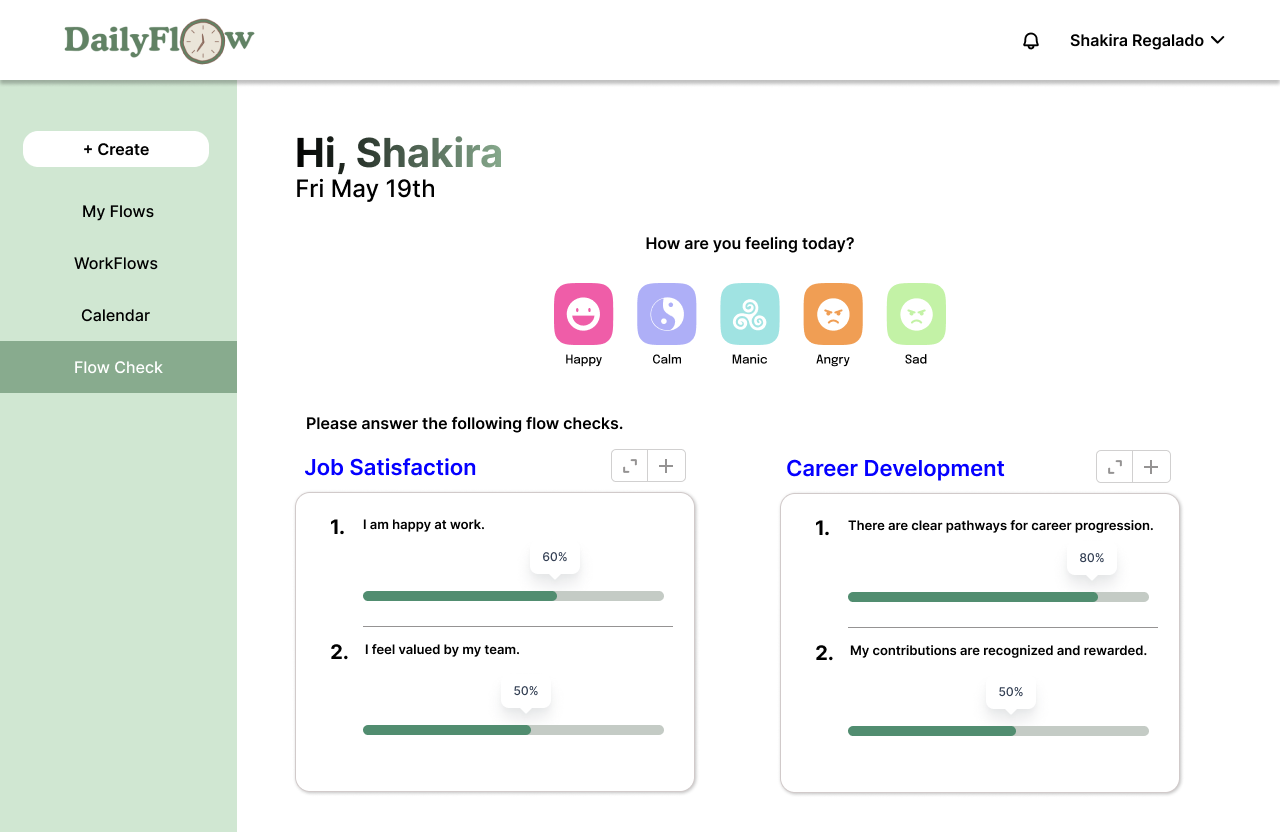 DailyFlow
Shakira Regalado
+ Create
My Flows
WorkFlows
Calendar
Flow Check
Hi, Shakira
Fri May 19th
How are you feeling today?
Happy Calm Manic Angry Sad
Please answer the following flow checks.
Job Satisfaction
1. I am happy at work.
60%
2. I feel valued by my team.
50%
Career Development
1. There are clear pathways for career progression.
80%
2. My contributions are recognized and rewarded.
50%